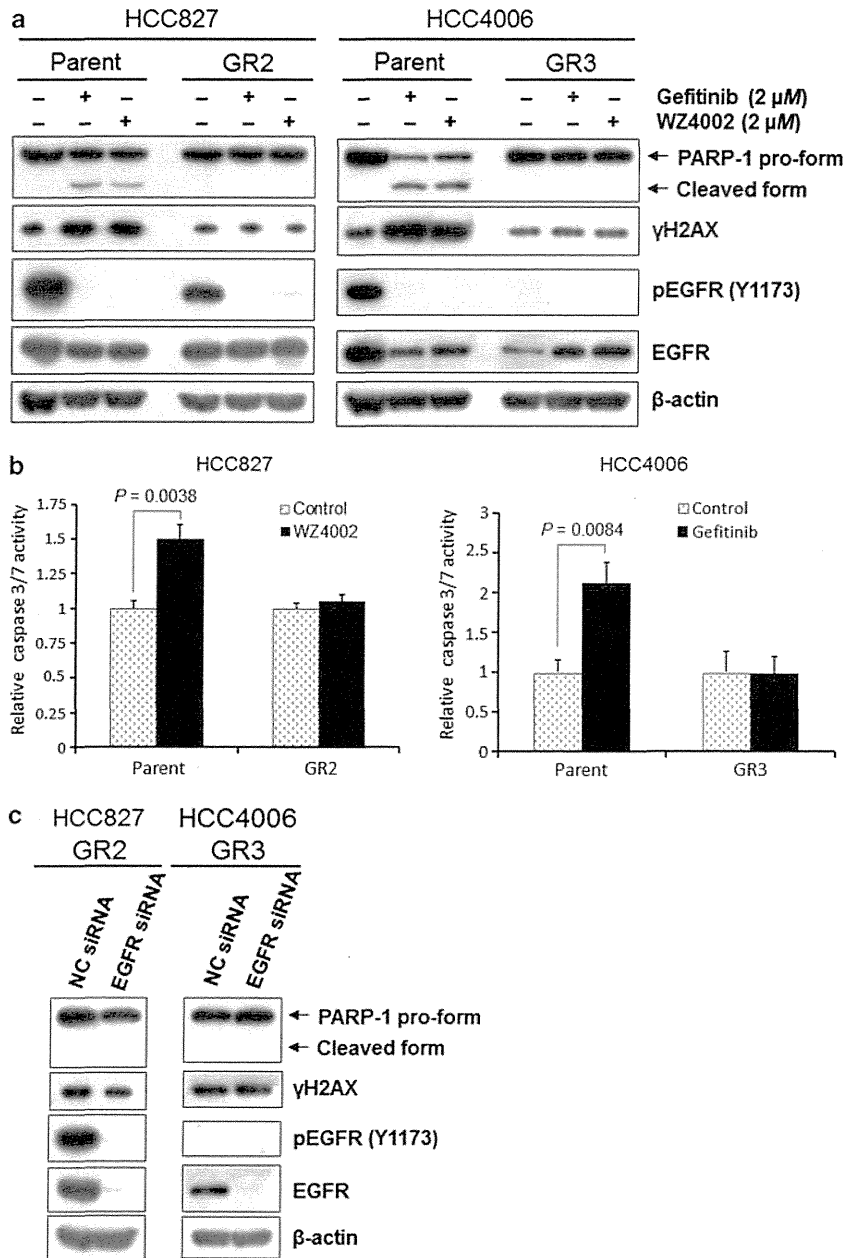 a
HCC827 HCC4006
Parent GR2 Parent GR3
– + – – + – – + – – + – Gefitinib (2 µM)
– – + – – + – – + – – + WZ4002 (2 µM)
← PARP-1 pro-form
← Cleaved form
γH2AX
pEGFR (Y1173)
EGFR
β-actin
b
HCC827
Relative caspase 3/7 activity
1.75
1.5
1.25
1
0.75
0.5
0.25
0
P = 0.0038
Control
WZ4002
Parent GR2
HCC4006
Relative caspase 3/7 activity
3
2.5
2
1.5
1
0.5
0
P = 0.0084
Control
Gefitinib
Parent GR3
c
HCC827 HCC4006
GR2 GR3
NC siRNA EGFR siRNA NC siRNA EGFR siRNA
← PARP-1 pro-form
← Cleaved form
γH2AX
pEGFR (Y1173)
EGFR
β-actin